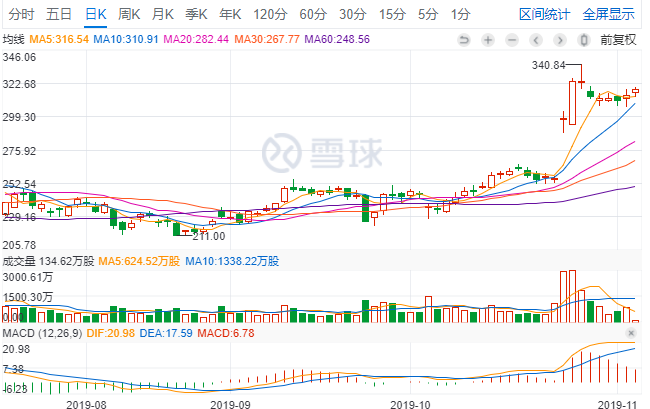 分时 五日 日K 周K 月K 季K 年K 120分 60分 30分 15分 5分 1分 区间统计 全屏显示
均线 MA5:316.54 MA10:310.91 MA20:282.44 MA30:267.77 MA60:248.56 前复权
346.06
340.84
322.68
299.30
275.92
雪球
252.54
229.16
211.00
205.78
成交量 134.62万股 MA5:624.52万股 MA10:1338.22万股
3000.61万
1500.30万
0.00
MACD (12,26,9) DIF:20.98 DEA:17.59 MACD:6.78
20.98
7.38
-6.23
2019-08 2019-09 2019-10 2019-11